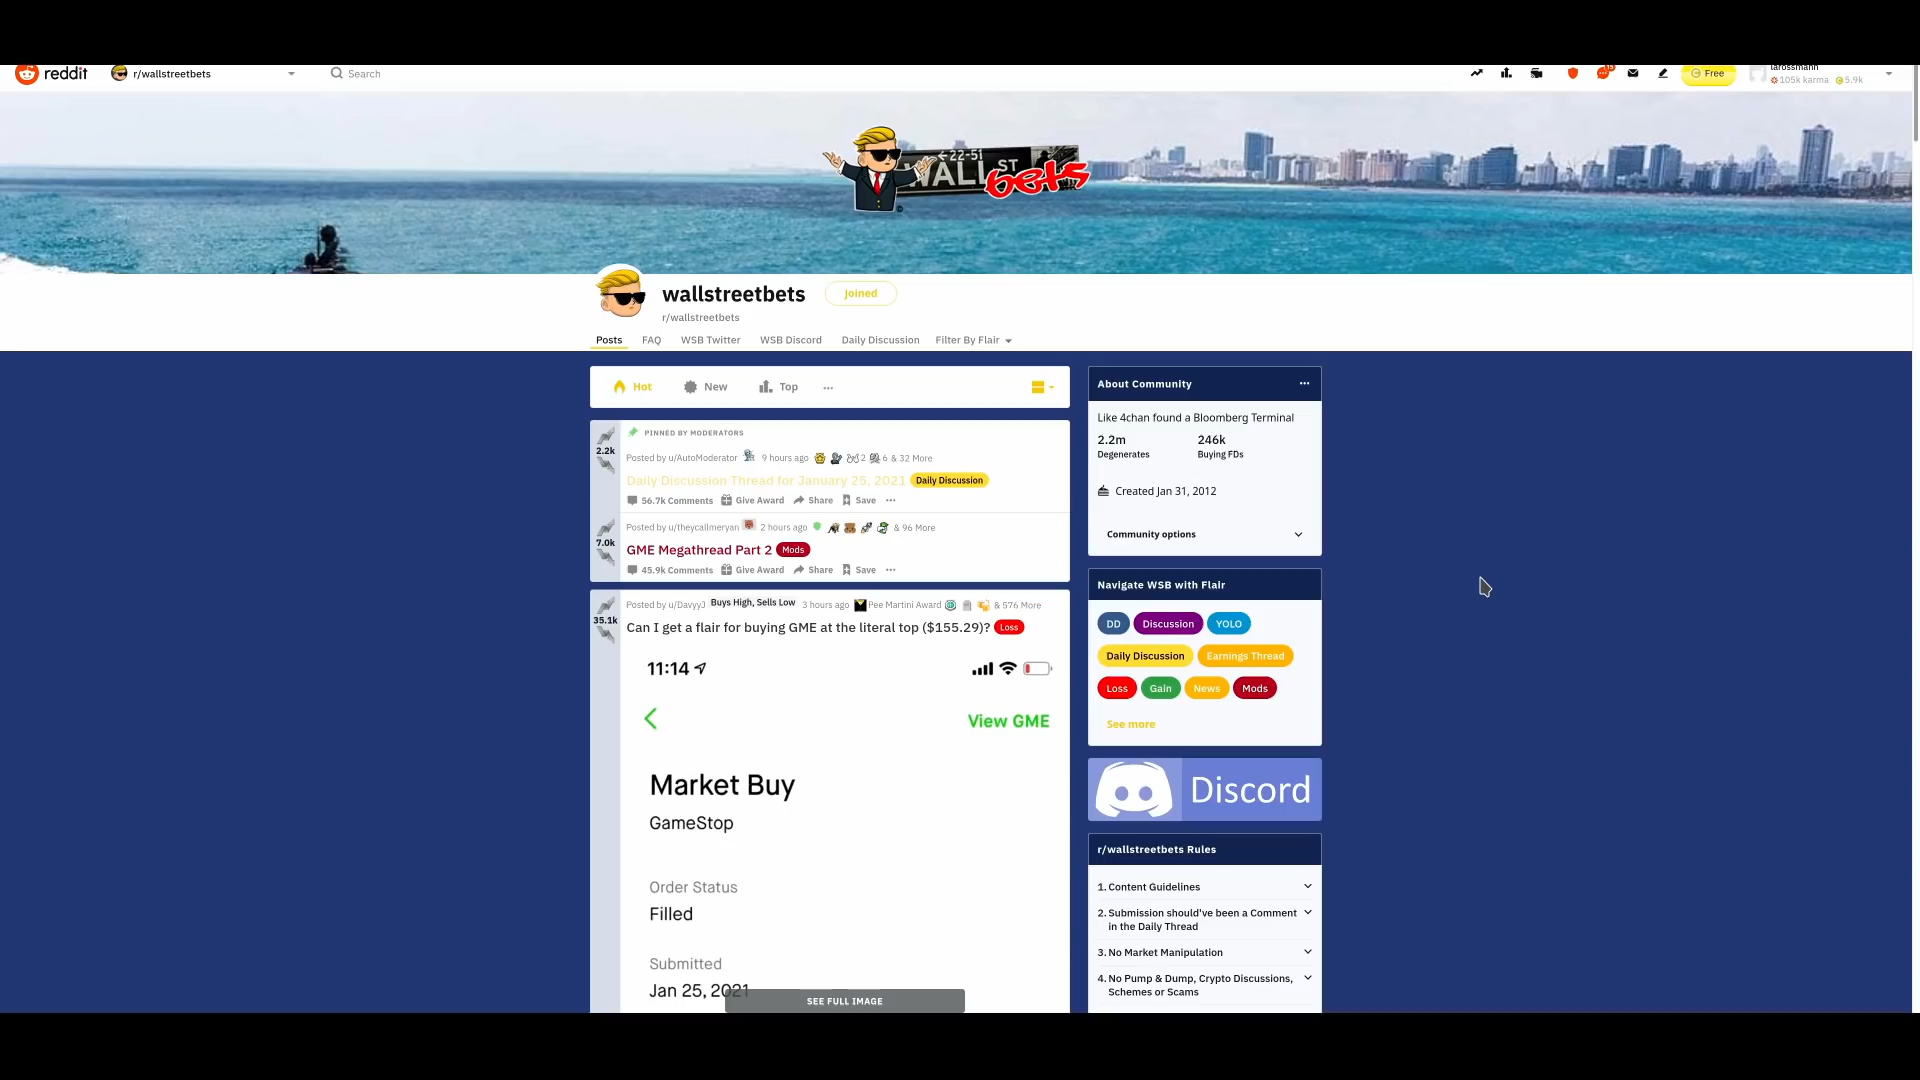 reddit
r/wallstreetbets
Search
15
Free
larossmann
105k karma 5.9k
22-51
WALL ST
bets
wallstreetbets
Joined
r/wallstreetbets
Posts FAQ WSB Twitter WSB Discord Daily Discussion Filter By Flair
Hot New Top ...
PINNED BY MODERATORS
2.2k
Posted by u/AutoModerator 9 hours ago 2 6 & 32 More
Daily Discussion Thread for January 25, 2021 Daily Discussion
56.7k Comments Give Award Share Save ...
Posted by u/theycallmeryan 2 hours ago & 96 More
7.0k
GME Megathread Part 2 Mods
45.9k Comments Give Award Share Save ...
Posted by u/DavyyJ Buys High, Sells Low 3 hours ago Pee Martini Award & 576 More
35.1k
Can I get a flair for buying GME at the literal top ($155.29)? Loss
11:14
View GME
Market Buy
GameStop
Order Status
Filled
Submitted
Jan 25, 2021
SEE FULL IMAGE
About Community ...
Like 4chan found a Bloomberg Terminal
2.2m 246k
Degenerates Buying FDs
Created Jan 31, 2012
Community options
Navigate WSB with Flair
DD Discussion YOLO
Daily Discussion Earnings Thread
Loss Gain News Mods
See more
Discord
r/wallstreetbets Rules
1. Content Guidelines
2. Submission should've been a Comment
in the Daily Thread
3. No Market Manipulation
4. No Pump & Dump, Crypto Discussions,
Schemes or Scams